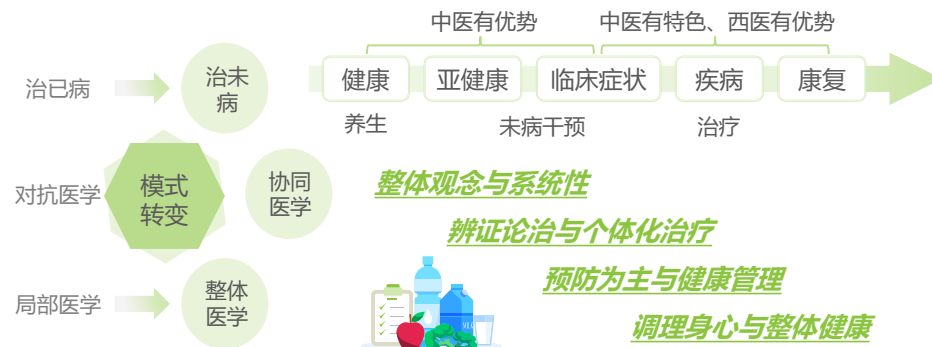 中医有优势
中医有特色、西医有优势
治已病
治未
病
健康
亚健康
临床症状
疾病
康复
养生
未病干预
治疗
对抗医学
模式
转变
协同
医学
整体观念与系统性
辨证论治与个体化治疗
预防为主与健康管理
调理身心与整体健康
局部医学
整体
医学